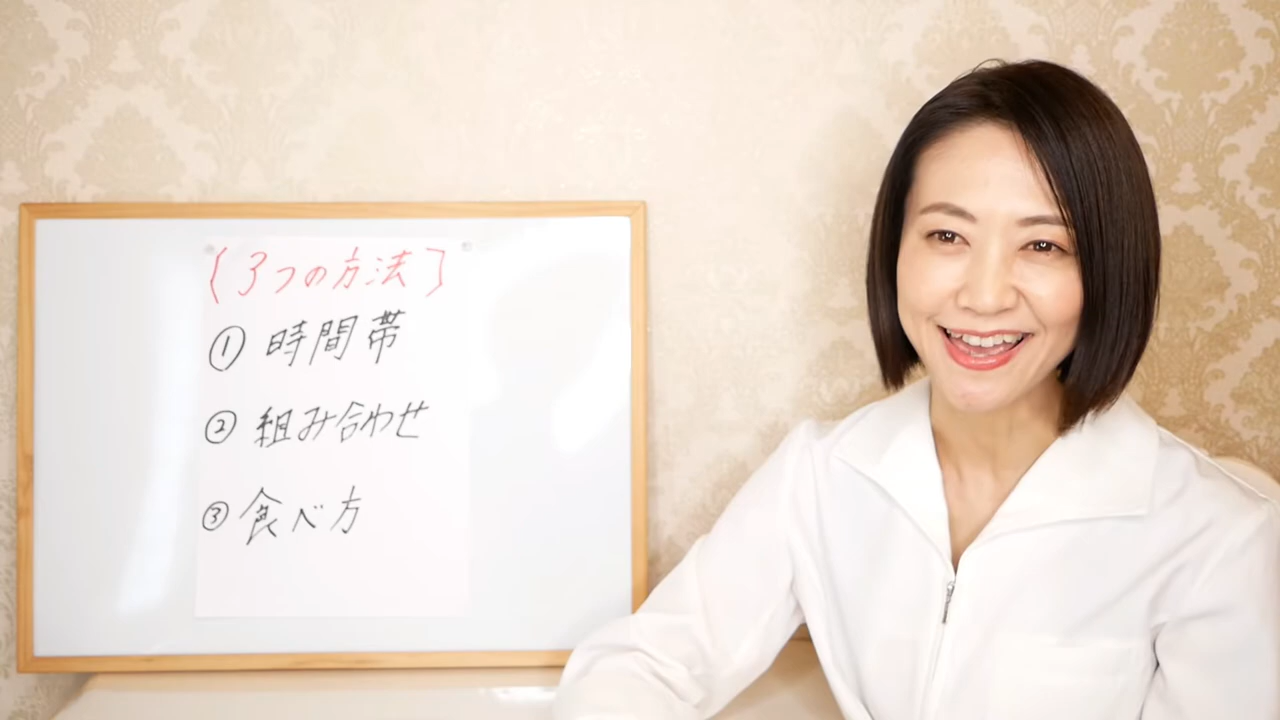 【3つの方法】
① 時間帯
② 組み合わせ
③ 食べ方